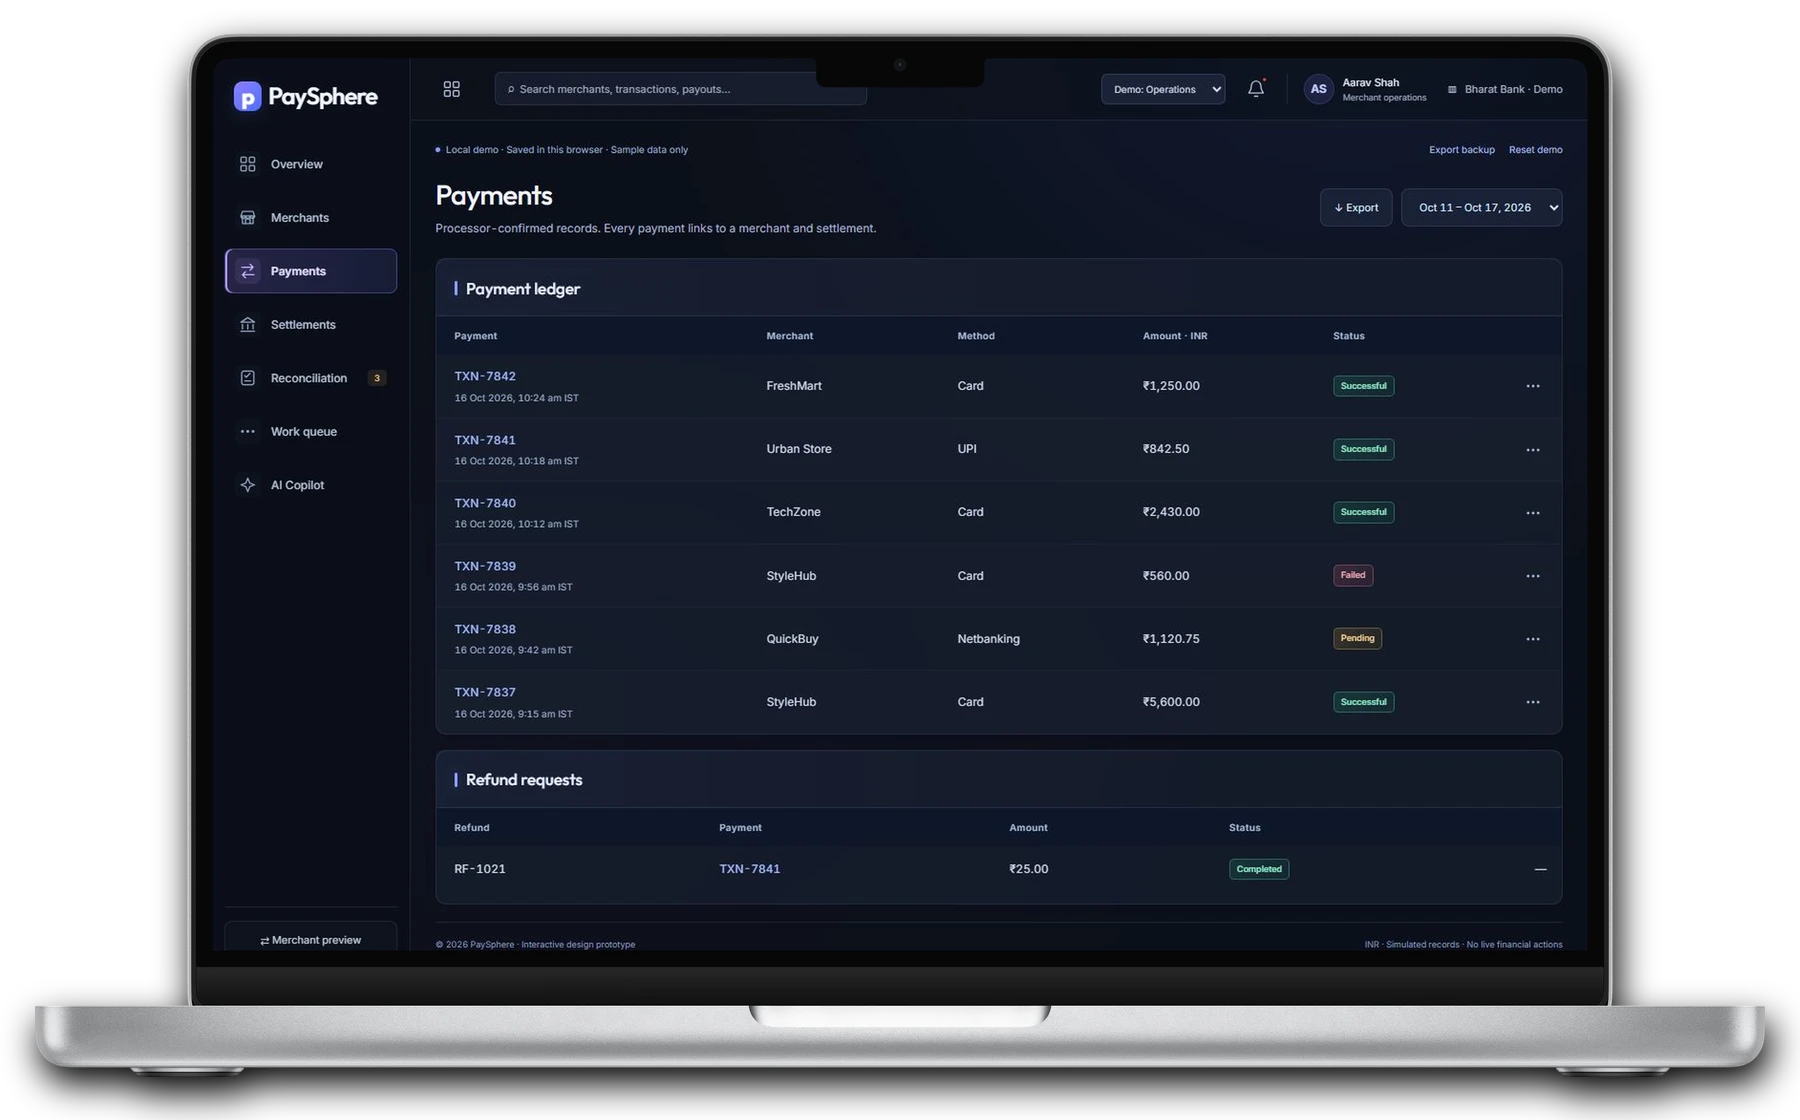 p PaySphere
Search merchants, transactions, payouts...
Demo: Operations
AS
Aarav Shah
Merchant operations
Bharat Bank · Demo
Overview
Merchants
Payments
Settlements
Reconciliation 3
Work queue
AI Copilot
Merchant preview
Local demo · Saved in this browser · Sample data only
Export backup Reset demo
Payments
Processor-confirmed records. Every payment links to a merchant and settlement.
↓ Export
Oct 11 – Oct 17, 2026
Payment ledger
Payment Merchant Method Amount · INR Status
TXN-7842
16 Oct 2026, 10:24 am IST
FreshMart Card ₹1,250.00 Successful
TXN-7841
16 Oct 2026, 10:18 am IST
Urban Store UPI ₹842.50 Successful
TXN-7840
16 Oct 2026, 10:12 am IST
TechZone Card ₹2,430.00 Successful
TXN-7839
16 Oct 2026, 9:56 am IST
StyleHub Card ₹560.00 Failed
TXN-7838
16 Oct 2026, 9:42 am IST
QuickBuy Netbanking ₹1,120.75 Pending
TXN-7837
16 Oct 2026, 9:15 am IST
StyleHub Card ₹5,600.00 Successful
Refund requests
Refund Payment Amount Status
RF-1021 TXN-7841 ₹25.00 Completed —
© 2026 PaySphere · Interactive design prototype
INR · Simulated records · No live financial actions